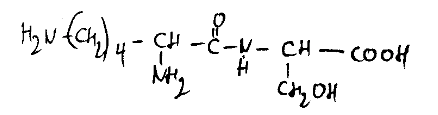 O
H₂N-(CH₂)₄-CH-C-N-CH-COOH
NH₂ H CH₂OH